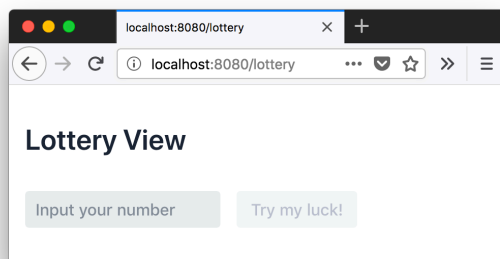 localhost:8080/lottery
localhost:8080/lottery
Lottery View
Input your number
Try my luck!